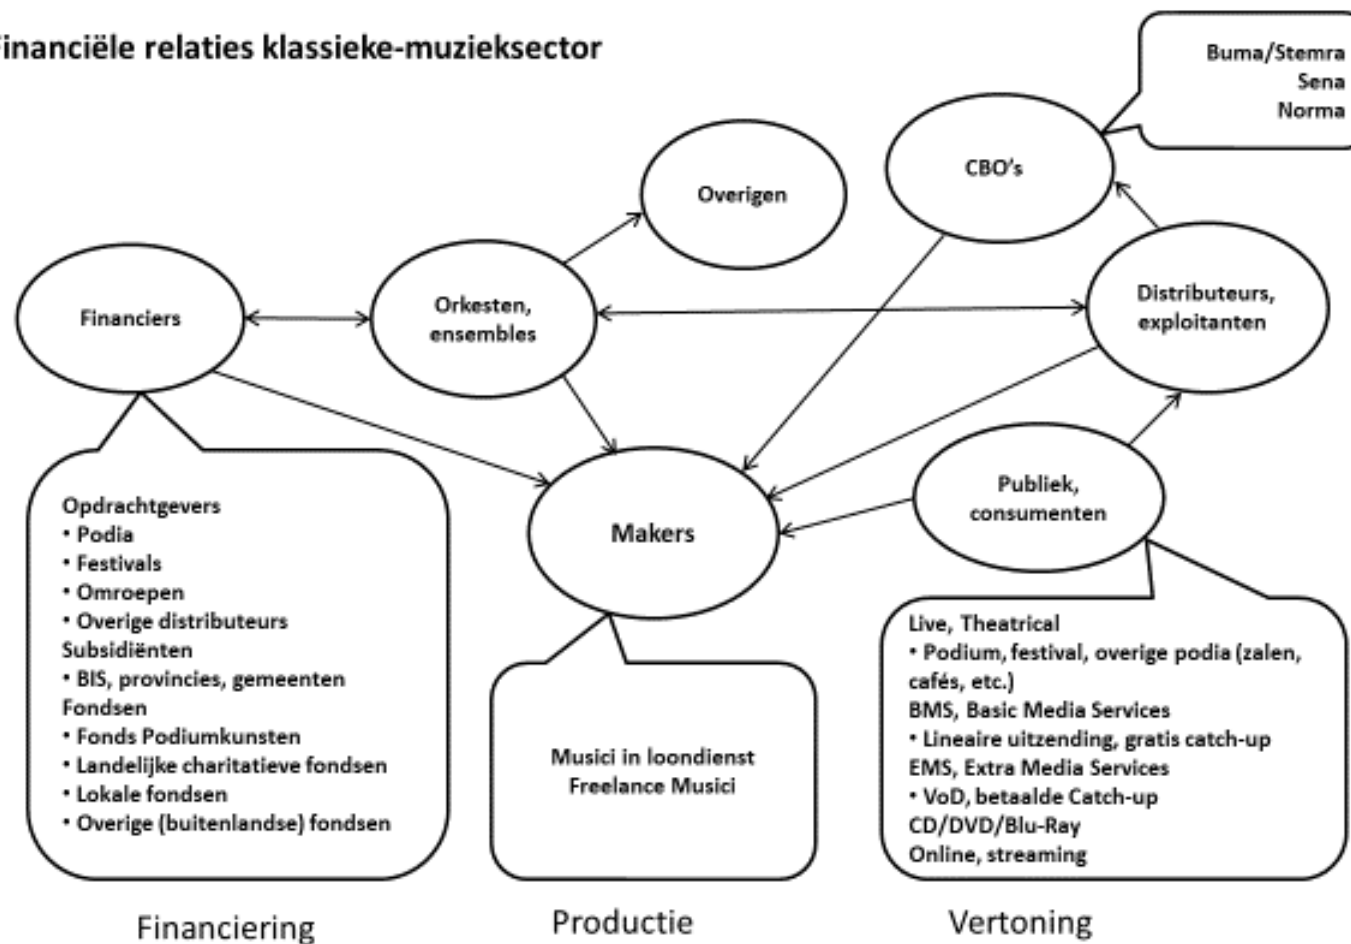 Financiële relaties klassieke-muzieksector
Buma/Stemra
Sena
Norma
CBO's
Overigen
Financiers
Orkesten,
ensembles
Distributeurs,
exploitanten
Publiek,
consumenten
Makers
Opdrachtgevers
• Podia
• Festivals
• Omroepen
• Overige distributeurs
Subsidiënten
• BIS, provincies, gemeenten
Fondsen
• Fonds Podiumkunsten
• Landelijke charitatieve fondsen
• Lokale fondsen
• Overige (buitenlandse) fondsen
Musici in loondienst
Freelance Musici
Live, Theatrical
• Podium, festival, overige podia (zalen,
cafés, etc.)
BMS, Basic Media Services
• Lineaire uitzending, gratis catch-up
EMS, Extra Media Services
• VoD, betaalde Catch-up
CD/DVD/Blu-Ray
Online, streaming
Financiering
Productie
Vertoning